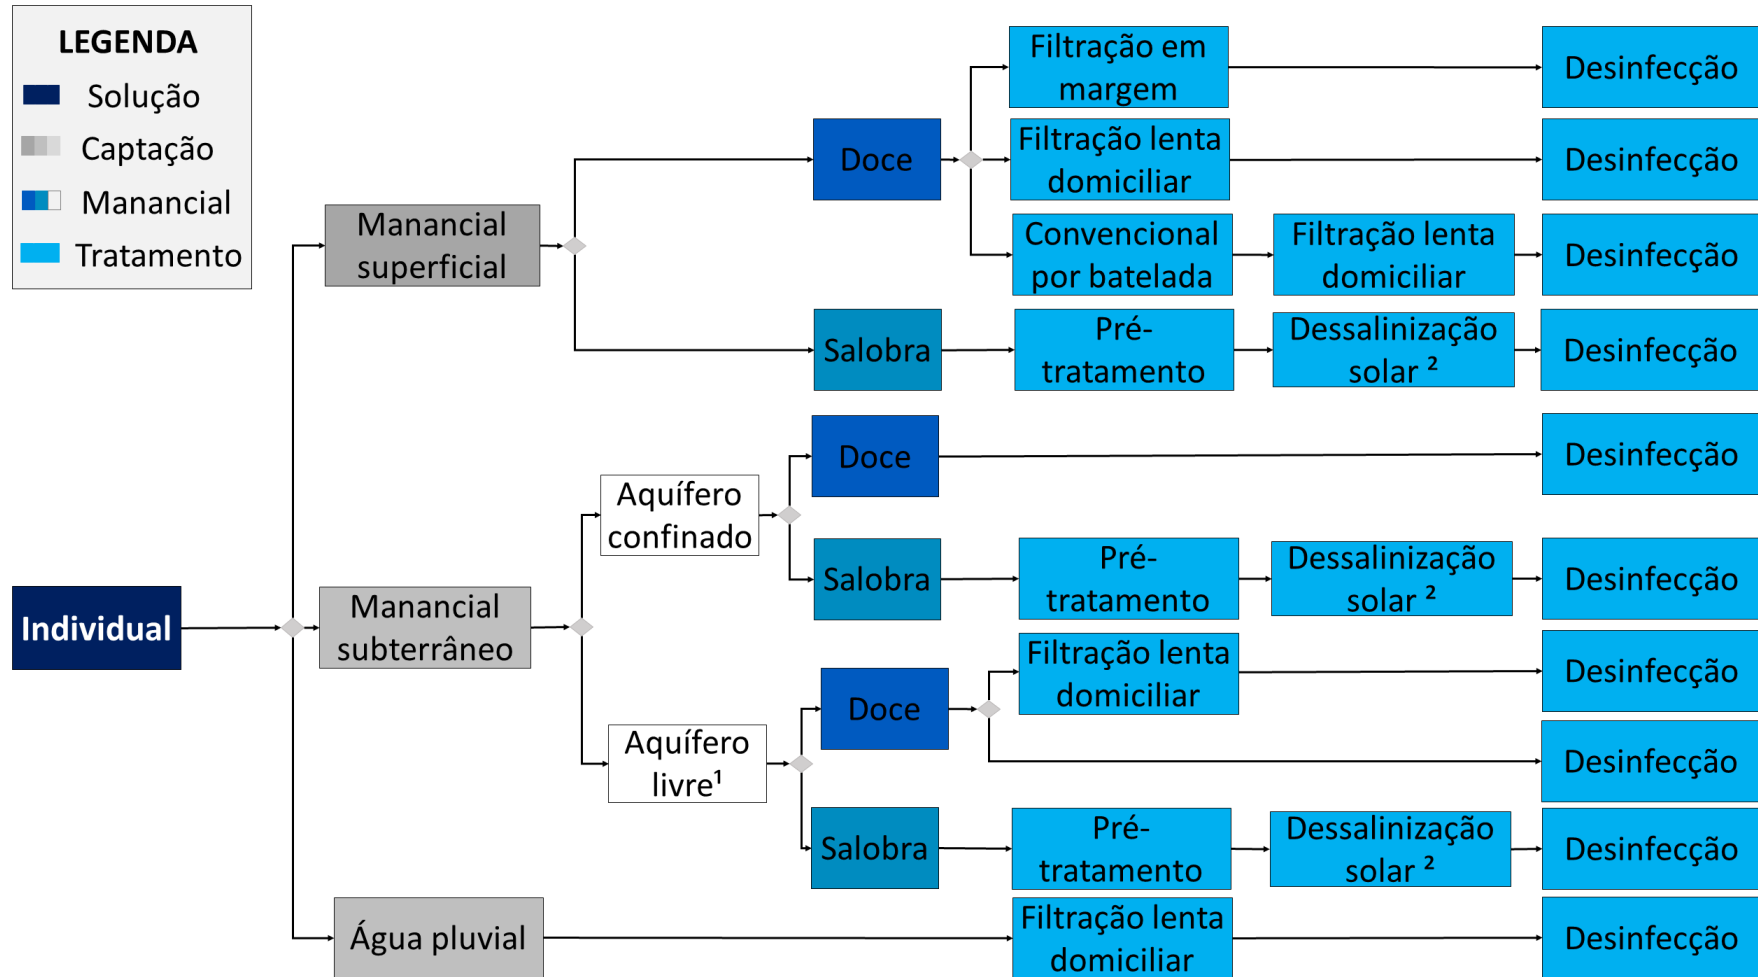 LEGENDA
Solução
Captação
Manancial
Tratamento
Individual
Manancial
superficial
Doce
Filtração em
margem
Desinfecção
Filtração lenta
domiciliar
Desinfecção
Convencional
por batelada
Filtração lenta
domiciliar
Desinfecção
Salobra
Pré-
tratamento
Dessalinização
solar ²
Desinfecção
Manancial
subterrâneo
Aquífero
confinado
Doce
Desinfecção
Salobra
Pré-
tratamento
Dessalinização
solar ²
Desinfecção
Aquífero
livre¹
Doce
Filtração lenta
domiciliar
Desinfecção
Desinfecção
Salobra
Pré-
tratamento
Dessalinização
solar ²
Desinfecção
Água pluvial
Filtração lenta
domiciliar
Desinfecção